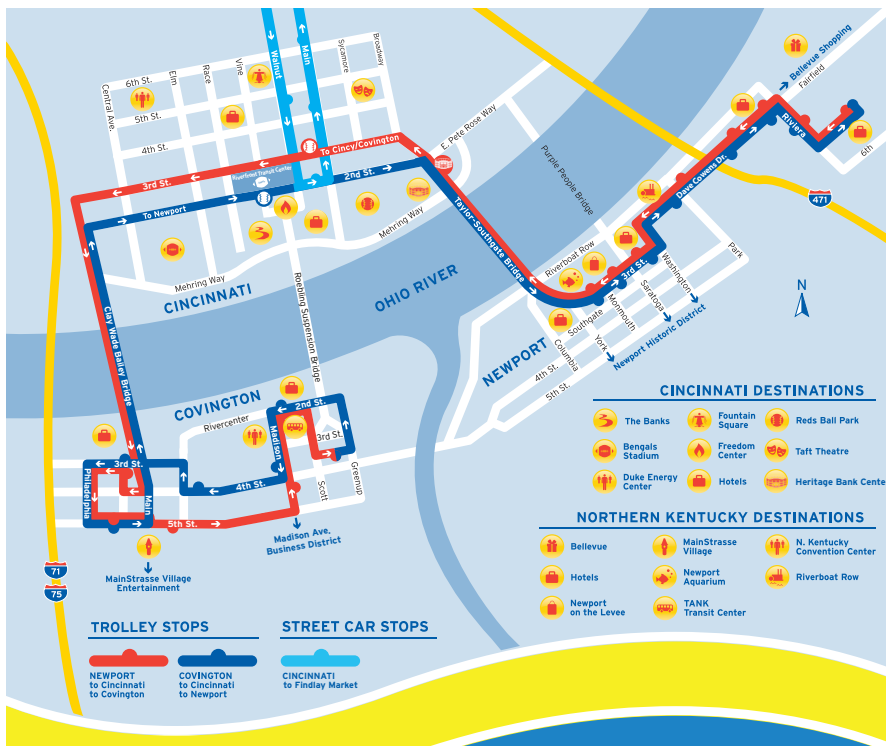 Central Ave.
6th St.
5th St.
4th St.
Elm
Race
Vine
Walnut
Main
Sycamore
Broadway
3rd St.
To Cincy/Covington
Riverfront Transit Center
2nd St.
To Newport
E. Pete Rose Way
Mehring Way
Mehring Way
CINCINNATI
OHIO RIVER
Clay Wade Bailey Bridge
Roebling Suspension Bridge
Taylor-Southgate Bridge
Purple People Bridge
Bellevue Shopping
Fairfield
Riviera
6th
Dave Cowens Dr.
471
Riverboat Row
3rd St.
Park
Washington
Saratoga
Monmouth
Southgate
York
Columbia
4th St.
5th St.
NEWPORT
Newport Historic District
N
COVINGTON
Rivercenter
2nd St.
3rd St.
Madison
4th St.
Scott
Greenup
3rd St.
Philadelphia
Main
5th St.
Madison Ave.
Business District
MainStrasse Village
Entertainment
71
75
CINCINNATI DESTINATIONS
The Banks
Fountain
Square
Reds Ball Park
Bengals
Stadium
Freedom
Center
Taft Theatre
Duke Energy
Center
Hotels
Heritage Bank Center
NORTHERN KENTUCKY DESTINATIONS
Bellevue
MainStrasse
Village
N. Kentucky
Convention Center
Hotels
Newport
Aquarium
Riverboat Row
Newport
on the Levee
TANK
Transit Center
TROLLEY STOPS
NEWPORT
to Cincinnati
to Covington
COVINGTON
to Cincinnati
to Newport
STREET CAR STOPS
CINCINNATI
to Findlay Market